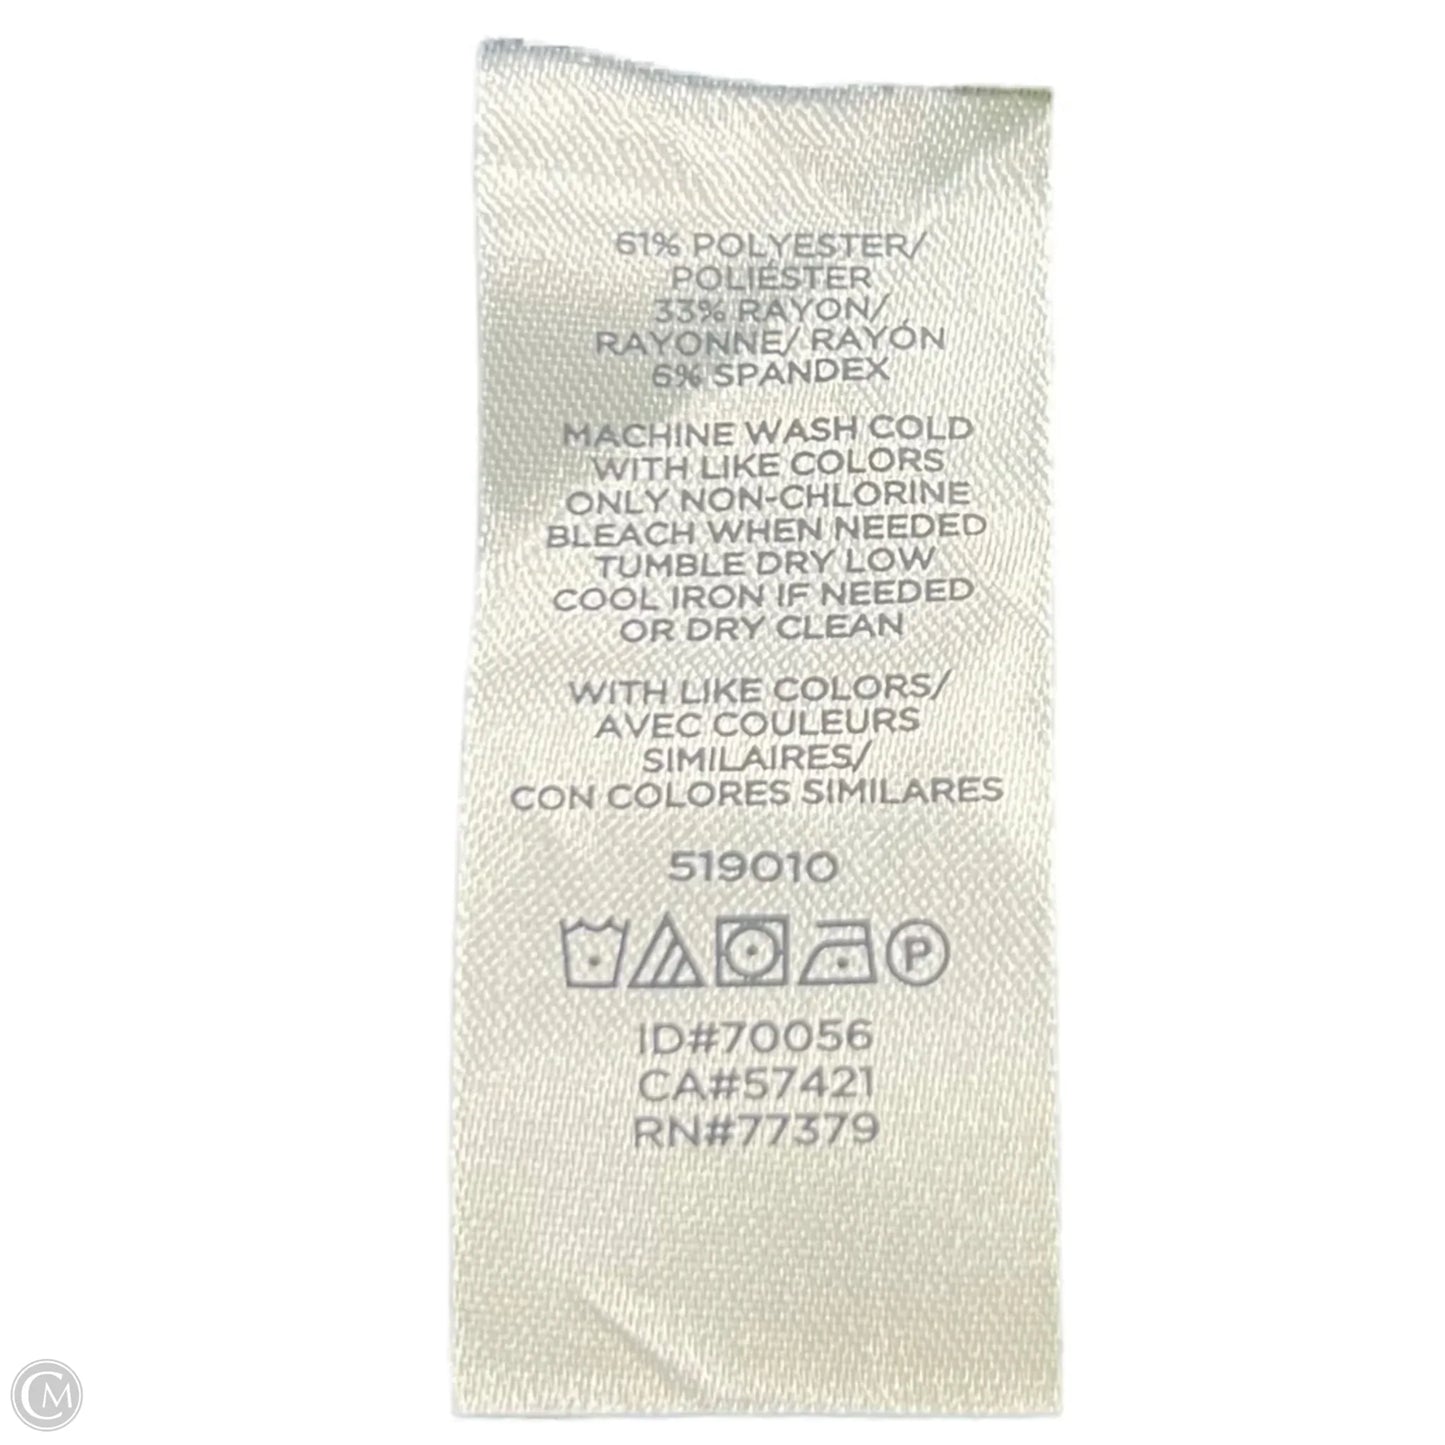 61% POLYESTER/
POLIÉSTER
33% RAYON/
RAYONNE/ RAYÓN
6% SPANDEX
MACHINE WASH COLD
WITH LIKE COLORS
ONLY NON-CHLORINE
BLEACH WHEN NEEDED
TUMBLE DRY LOW
COOL IRON IF NEEDED
OR DRY CLEAN
WITH LIKE COLORS/
AVEC COULEURS
SIMILAIRES/
CON COLORES SIMILARES
519010
P
ID#70056
CA#57421
RN#77379
CM